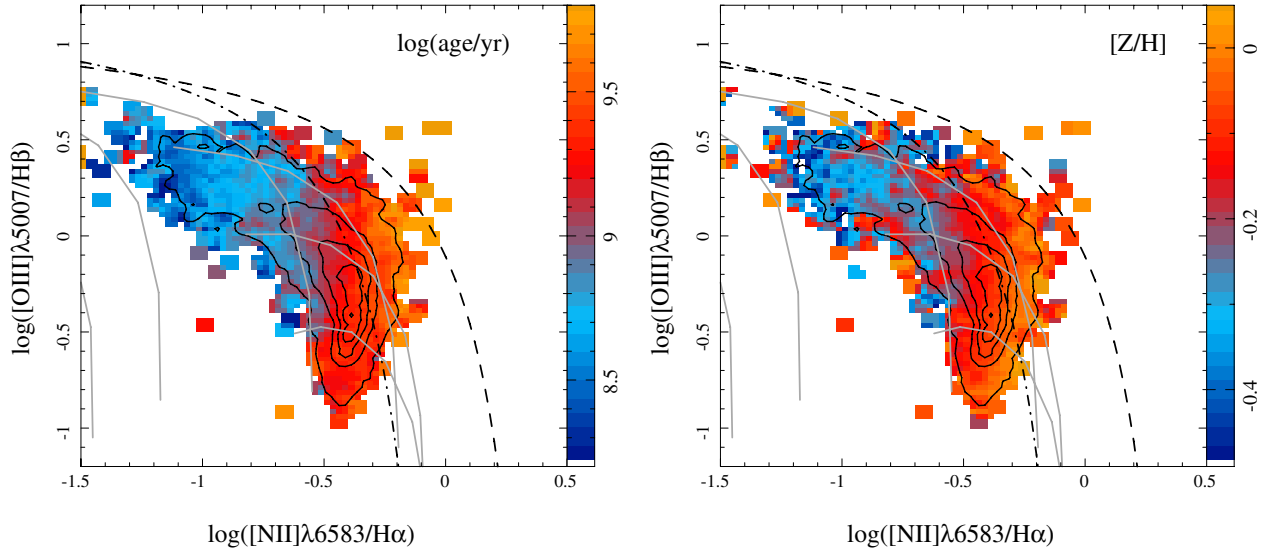 log(age/yr)
1
0.5
0
-0.5
-1
log([OIII]λ5007/Hβ)
-1.5 -1 -0.5 0 0.5
log([NII]λ6583/Hα)
9.5
9
8.5
[Z/H]
1
0.5
0
-0.5
-1
log([OIII]λ5007/Hβ)
-1.5 -1 -0.5 0 0.5
log([NII]λ6583/Hα)
0
-0.2
-0.4